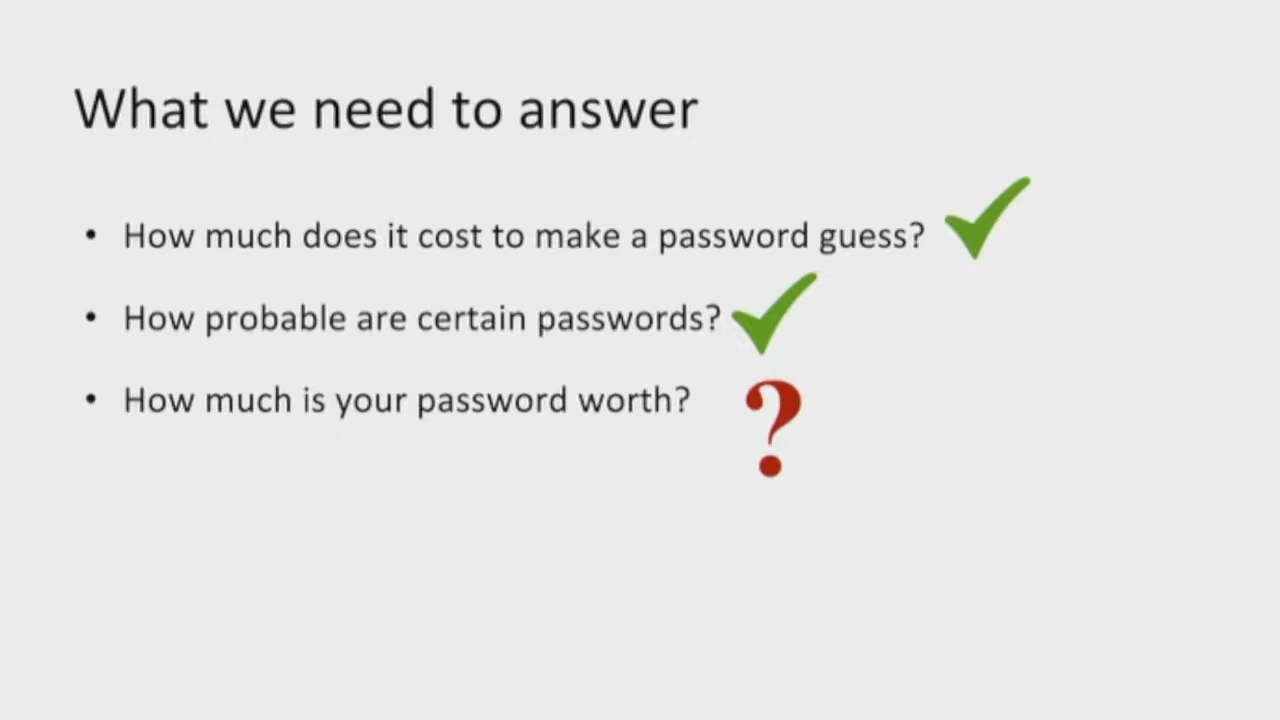 What we need to answer
• How much does it cost to make a password guess?
• How probable are certain passwords?
• How much is your password worth?
?